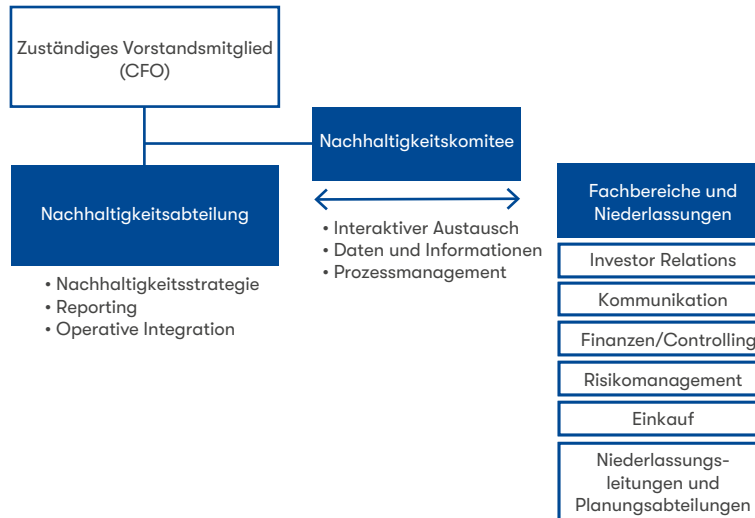 Zuständiges Vorstandsmitglied
(CFO)
Nachhaltigkeitskomitee
Nachhaltigkeitsabteilung
• Interaktiver Austausch
• Daten und Informationen
• Prozessmanagement
• Nachhaltigkeitsstrategie
• Reporting
• Operative Integration
Fachbereiche und
Niederlassungen
Investor Relations
Kommunikation
Finanzen/Controlling
Risikomanagement
Einkauf
Niederlassungs-
leitungen und
Planungsabteilungen